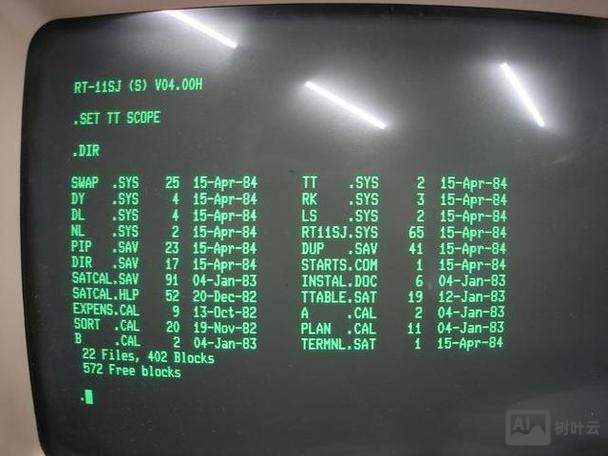 RT-11SJ (S) V04.00H
.SET TT SCOPE
.DIR
SWAP  .SYS    25  15-Apr-84      TT    .SYS     2  15-Apr-84
DY    .SYS     4  15-Apr-84      RK    .SYS     3  15-Apr-84
DL    .SYS     4  15-Apr-84      LS    .SYS     2  15-Apr-84
NL    .SYS     2  15-Apr-84      RT11SJ.SYS    65  15-Apr-84
PIP   .SAV    23  15-Apr-84      DUP   .SAV    41  15-Apr-84
DIR   .SAV    17  15-Apr-84      STARTS.COM     1  15-Apr-84
SATCAL.SAV    91  04-Jan-83      INSTAL.DOC     6  04-Jan-83
SATCAL.HLP    52  20-Dec-82      TTABLE.SAT    19  12-Jan-83
EXPENS.CAL     9  13-Oct-82      A     .CAL     2  04-Jan-83
SORT  .CAL    20  19-Nov-82      PLAN  .CAL    11  04-Jan-83
B     .CAL     2  04-Jan-83      TERMNL.SAT     1  15-Apr-84
22 Files, 402 Blocks
572 Free blocks
.
树叶云